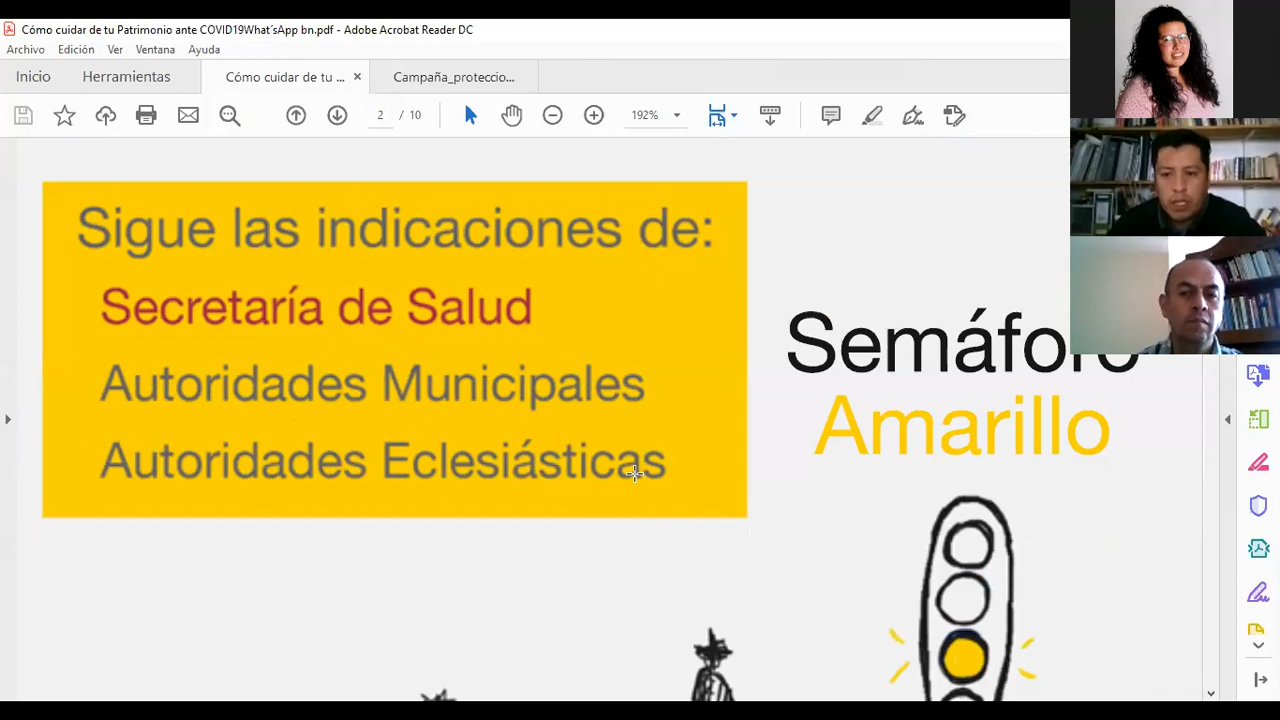 Cómo cuidar de tu Patrimonio ante COVID19What´sApp bn.pdf - Adobe Acrobat Reader DC
Archivo Edición Ver Ventana Ayuda
Inicio Herramientas Cómo cuidar de tu ... Campaña_proteccio...
2 / 10 192%
Sigue las indicaciones de:
Secretaría de Salud
Autoridades Municipales
Autoridades Eclesiásticas
Semáforo
Amarillo